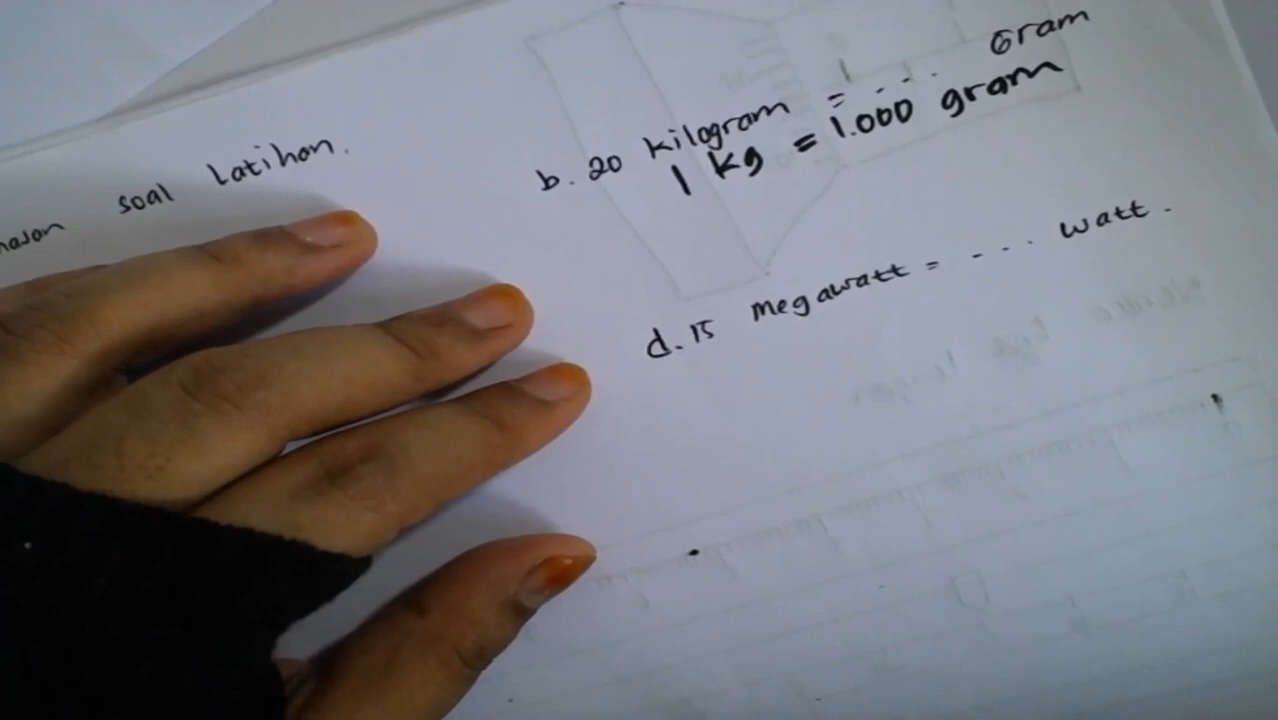 soal Latihan.
b. 20 kilogram = ... Gram
1 kg = 1.000 gram
d. 15 Megawatt = ... watt.